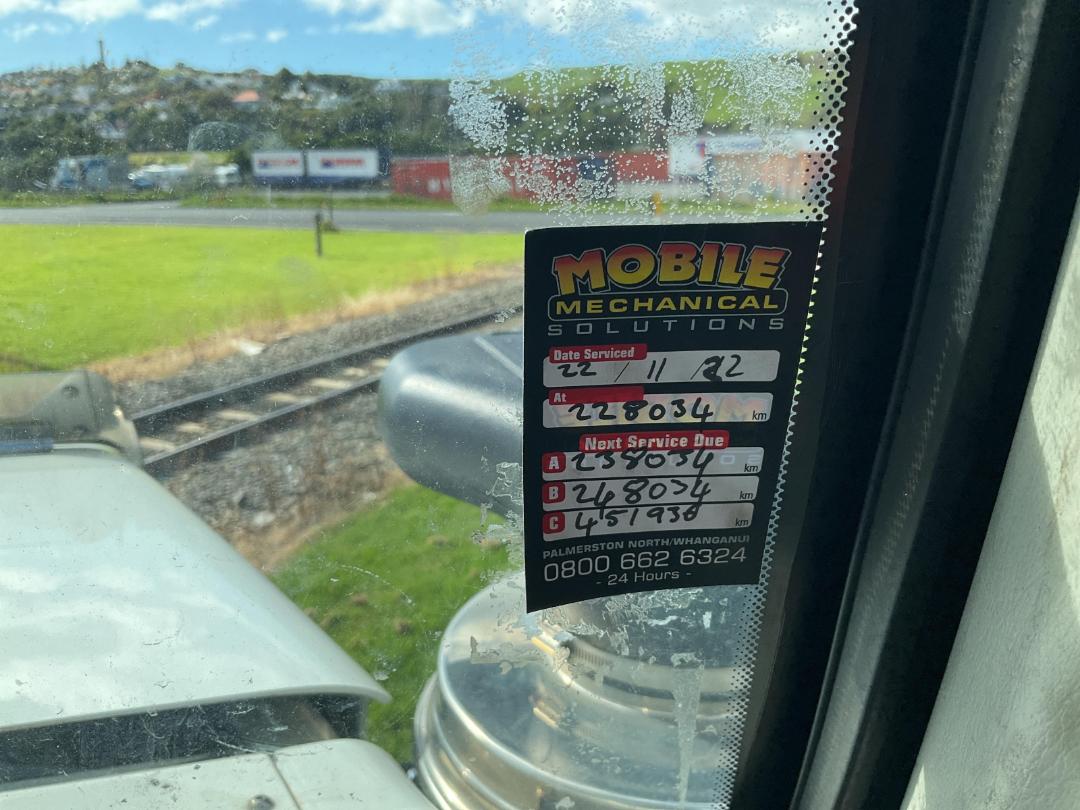 MOBILE
MECHANICAL
SOLUTIONS
Date Serviced
22 / 11 /22
At
228034 km
Next Service Due
A 238034 km
B 248034 km
C 451936 km
PALMERSTON NORTH/WHANGANUI
0800 662 6324
- 24 Hours -